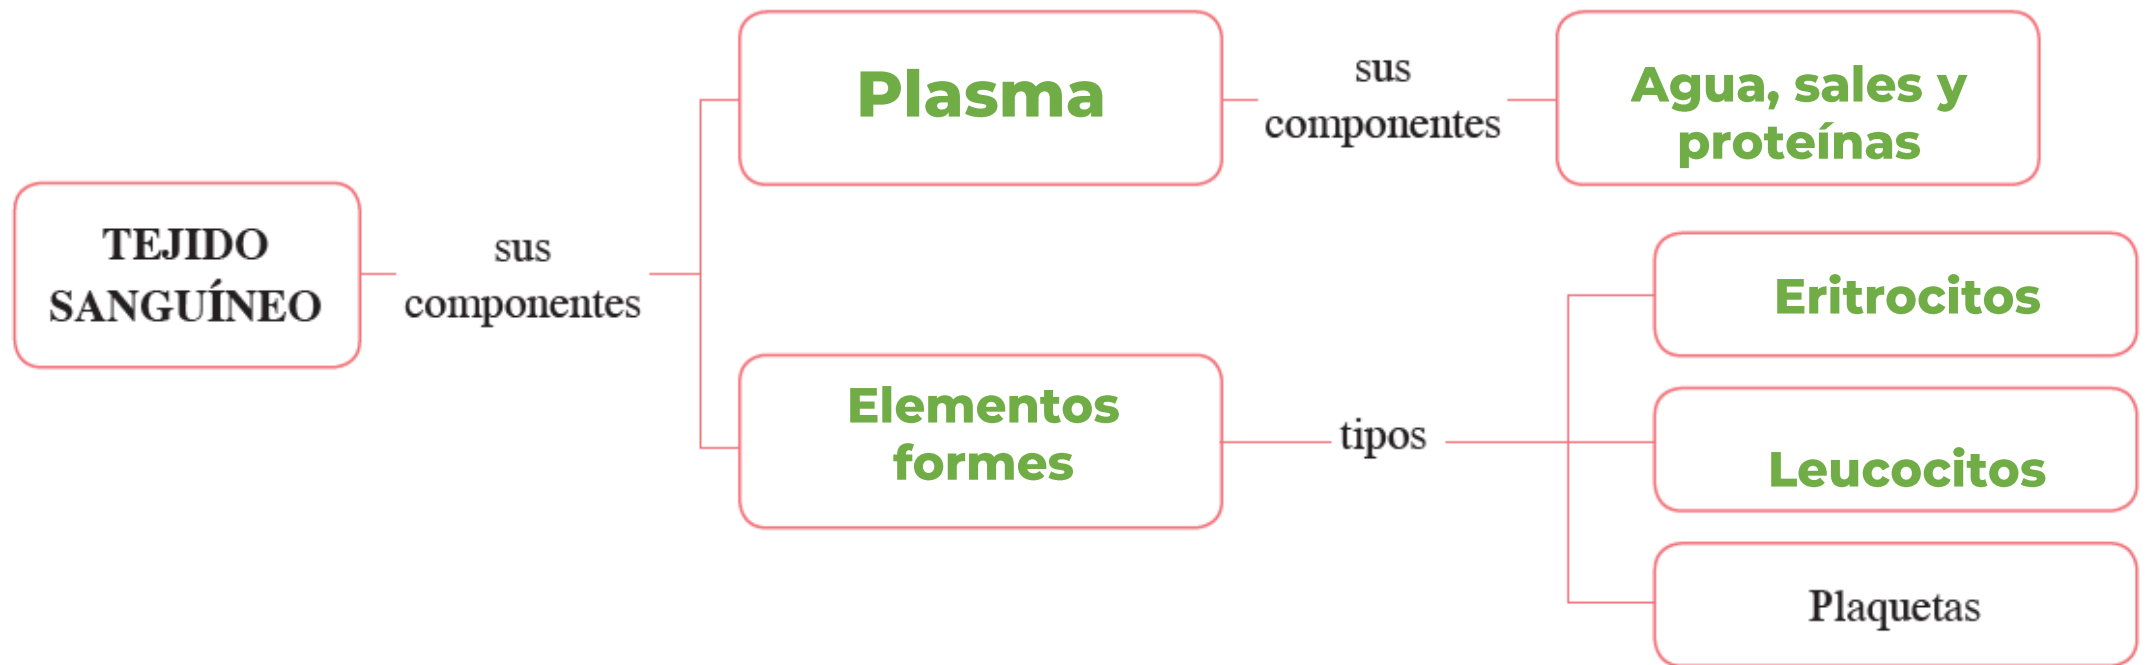 TEJIDO
SANGUÍNEO
sus
componentes
Plasma
sus
componentes
Agua, sales y
proteínas
Elementos
formes
tipos
Eritrocitos
Leucocitos
Plaquetas